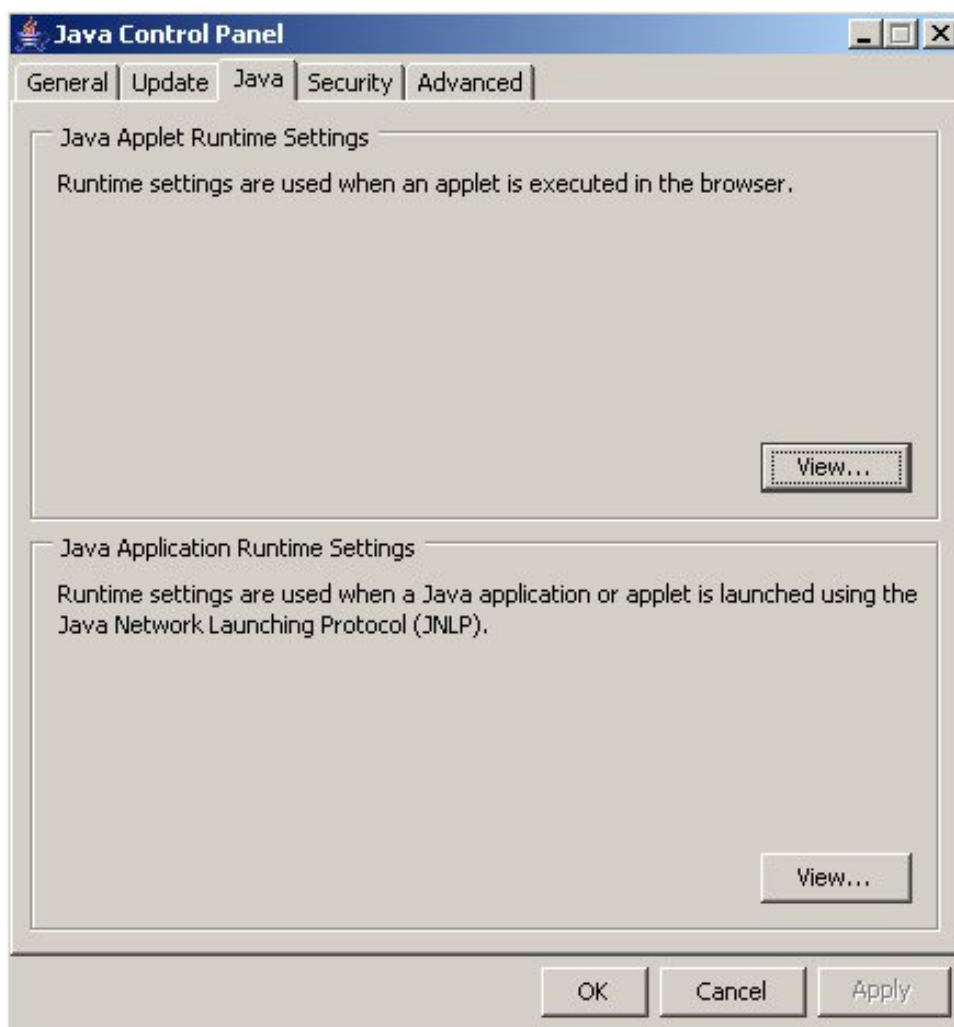 Java Control Panel
General Update Java Security Advanced
Java Applet Runtime Settings
Runtime settings are used when an applet is executed in the browser.
View...
Java Application Runtime Settings
Runtime settings are used when a Java application or applet is launched using the
Java Network Launching Protocol (JNLP).
View...
OK Cancel Apply